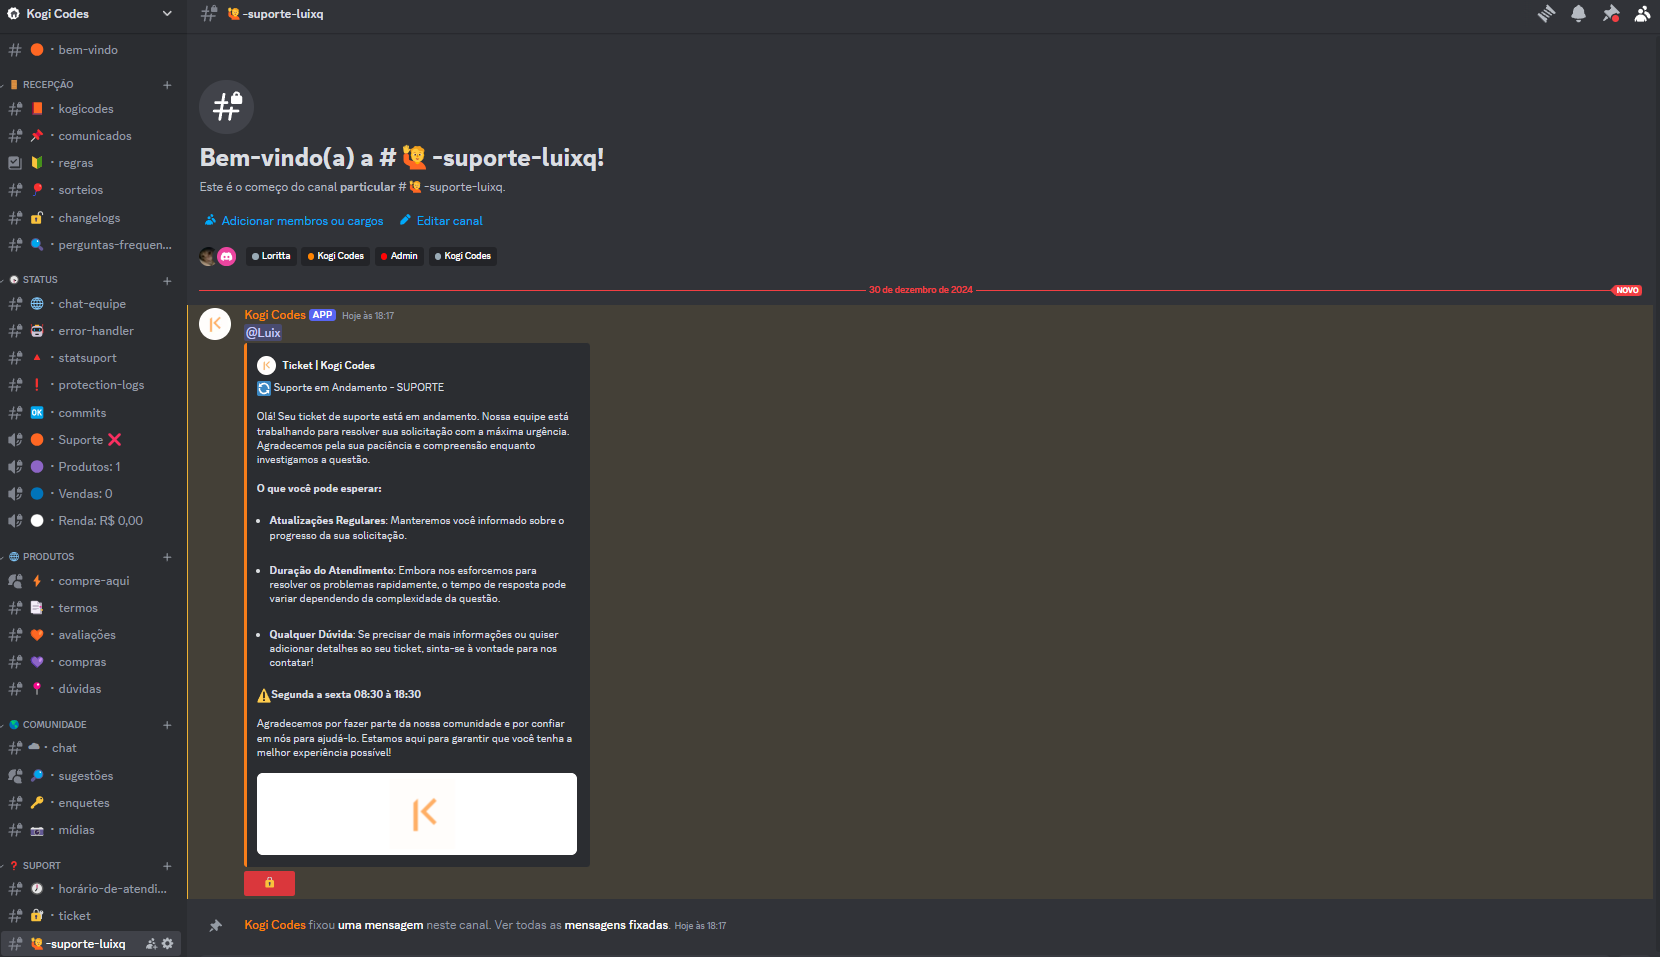 Kogi Codes
bem-vindo
RECEPÇÃO
kogicodes
comunicados
regras
sorteios
changelogs
perguntas-frequen...
STATUS
chat-equipe
error-handler
statsuport
protection-logs
commits
Suporte
Produtos: 1
Vendas: 0
Renda: R$ 0,00
PRODUTOS
compre-aqui
termos
avaliações
compras
dúvidas
COMUNIDADE
chat
sugestões
enquetes
mídias
SUPORT
horário-de-atendi...
ticket
-suporte-luixq
-suporte-luixq
Bem-vindo(a) a # -suporte-luixq!
Este é o começo do canal particular # -suporte-luixq.
Adicionar membros ou cargos Editar canal
Loritta Kogi Codes Admin Kogi Codes
30 de dezembro de 2024 NOVO
Kogi Codes APP Hoje às 18:17
@Luix
Ticket | Kogi Codes
Suporte em Andamento - SUPORTE
Olá! Seu ticket de suporte está em andamento. Nossa equipe está
trabalhando para resolver sua solicitação com a máxima urgência.
Agradecemos pela sua paciência e compreensão enquanto
investigamos a questão.
O que você pode esperar:
• Atualizações Regulares: Manteremos você informado sobre o
progresso da sua solicitação.
• Duração do Atendimento: Embora nos esforcemos para
resolver os problemas rapidamente, o tempo de resposta pode
variar dependendo da complexidade da questão.
• Qualquer Dúvida: Se precisar de mais informações ou quiser
adicionar detalhes ao seu ticket, sinta-se à vontade para nos
contatar!
Segunda a sexta 08:30 à 18:30
Agradecemos por fazer parte da nossa comunidade e por confiar
em nós para ajudá-lo. Estamos aqui para garantir que você tenha a
melhor experiência possível!
K
Kogi Codes fixou uma mensagem neste canal. Ver todas as mensagens fixadas. Hoje às 18:17